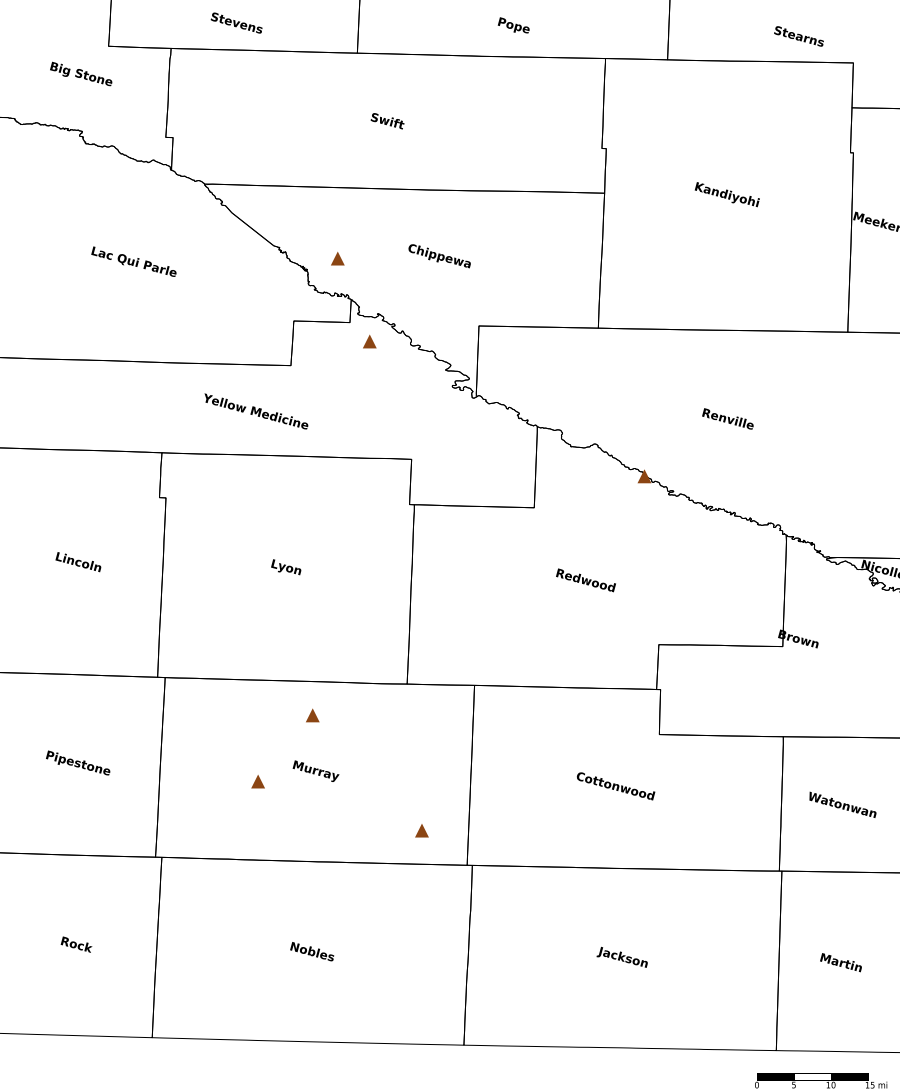 Stevens
Pope
Stearns
Big Stone
Swift
Kandiyohi
Meeker
Lac Qui Parle
Chippewa
Yellow Medicine
Renville
Lincoln
Lyon
Redwood
Nicolle
Brown
Pipestone
Murray
Cottonwood
Watonwan
Rock
Nobles
Jackson
Martin
0 5 10 15 mi